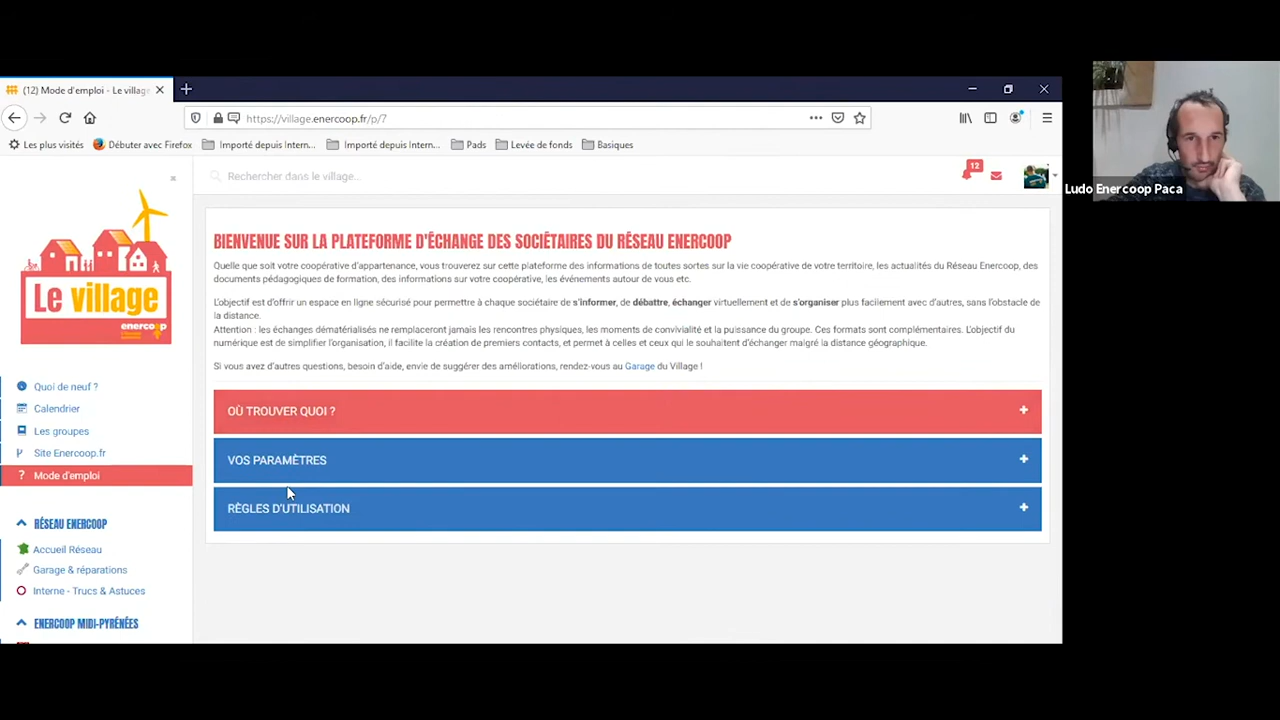 (12) Mode d'emploi - Le village
https://village.enercoop.fr/p/7
Les plus visités
Débuter avec Firefox
Importé depuis Intern...
Importé depuis Intern...
Pads
Levée de fonds
Basiques
Ludo Enercoop Paca
Rechercher dans le village...
12
Le village
enercoop
Quoi de neuf ?
Calendrier
Les groupes
Site Enercoop.fr
? Mode d'emploi
RÉSEAU ENERCOOP
Accueil Réseau
Garage & réparations
Interne - Trucs & Astuces
ENERCOOP MIDI-PYRÉNÉES
BIENVENUE SUR LA PLATEFORME D'ÉCHANGE DES SOCIÉTAIRES DU RÉSEAU ENERCOOP
Quelle que soit votre coopérative d'appartenance, vous trouverez sur cette plateforme des informations de toutes sortes sur la vie coopérative de votre territoire, les actualités du Réseau Enercoop, des
documents pédagogiques de formation, des informations sur votre coopérative, les événements autour de vous etc.
L'objectif est d'offrir un espace en ligne sécurisé pour permettre à chaque sociétaire de s'informer, de débattre, échanger virtuellement et de s'organiser plus facilement avec d'autres, sans l'obstacle de
la distance.
Attention : les échanges dématérialisés ne remplaceront jamais les rencontres physiques, les moments de convivialité et la puissance du groupe. Ces formats sont complémentaires. L'objectif du
numérique est de simplifier l'organisation, il facilite la création de premiers contacts, et permet à celles et ceux qui le souhaitent d'échanger malgré la distance géographique.
Si vous avez d'autres questions, besoin d'aide, envie de suggérer des améliorations, rendez-vous au Garage du Village !
OÙ TROUVER QUOI ?
VOS PARAMÈTRES
RÈGLES D'UTILISATION